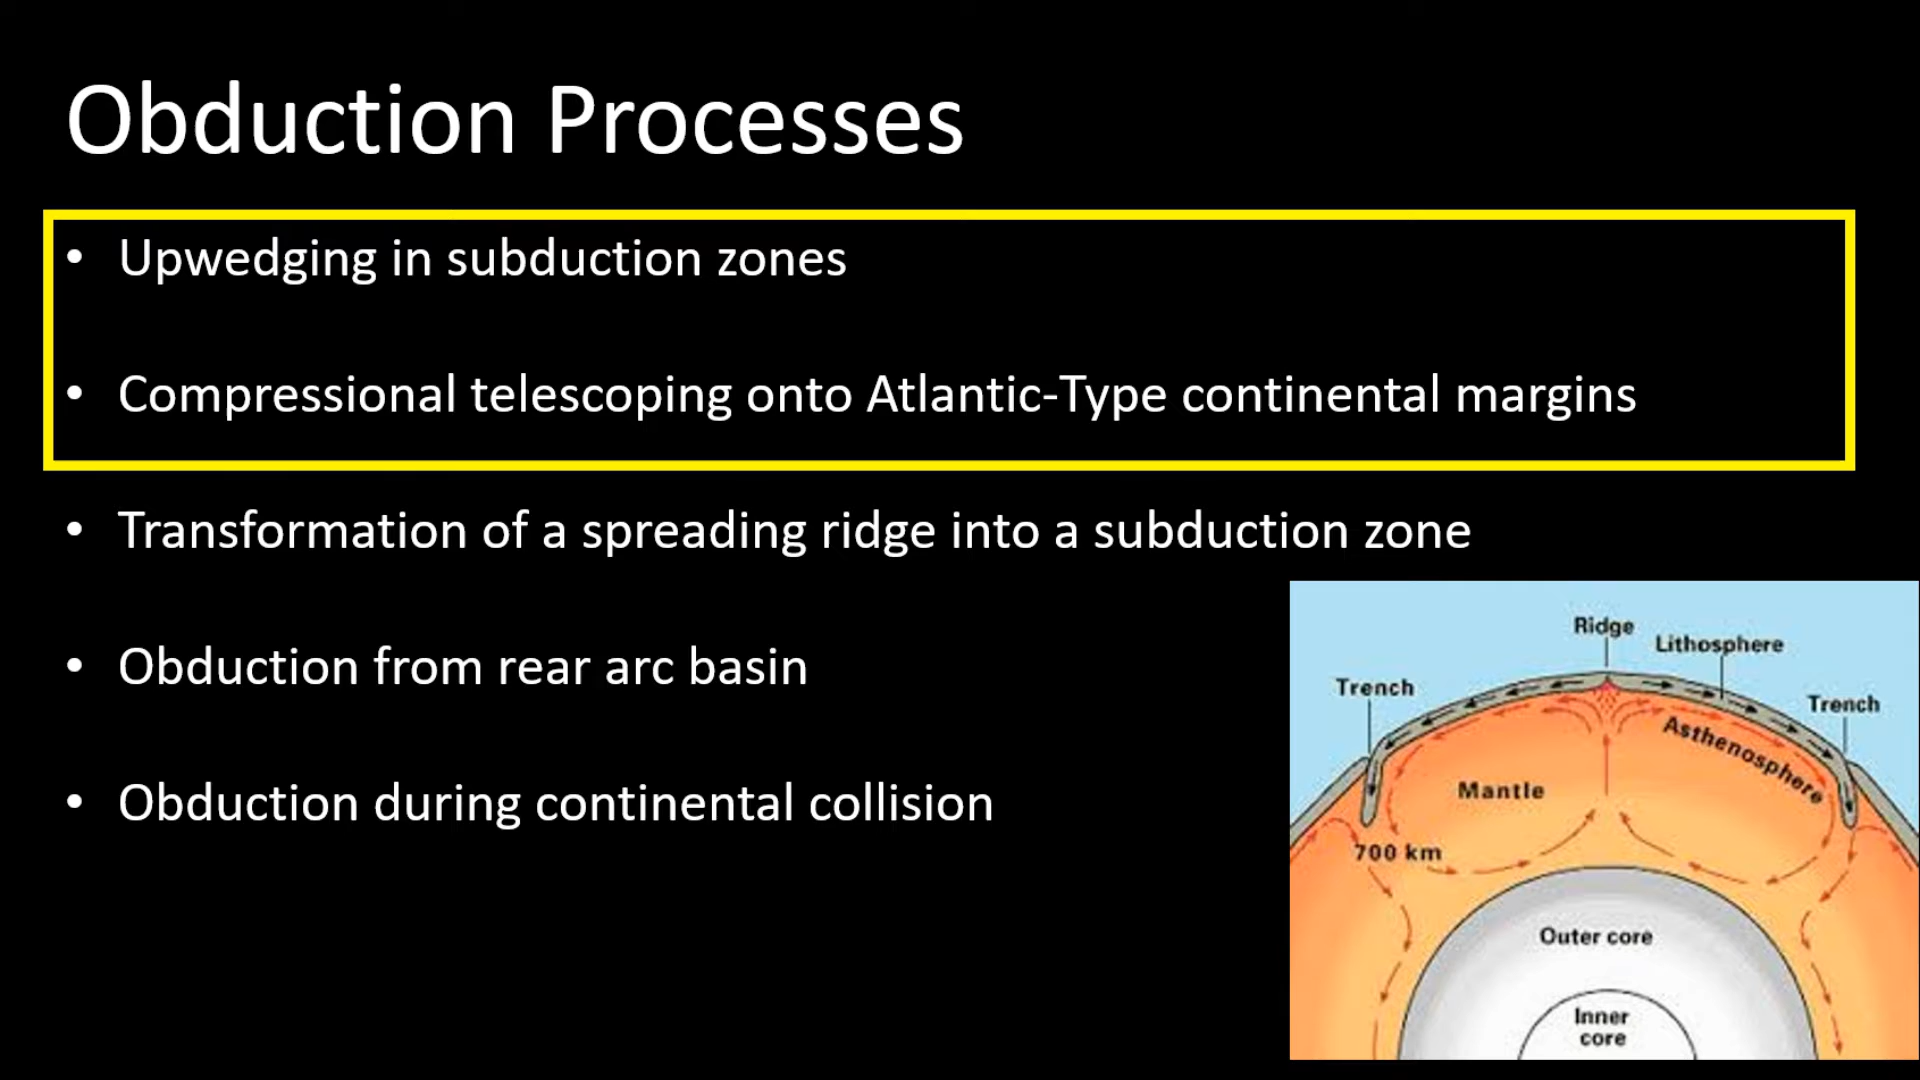 Obduction Processes
• Upwedging in subduction zones
• Compressional telescoping onto Atlantic-Type continental margins
• Transformation of a spreading ridge into a subduction zone
• Obduction from rear arc basin
• Obduction during continental collision
Ridge
Lithosphere
Trench
Trench
Asthenosphere
Mantle
700 km
Outer core
Inner
core